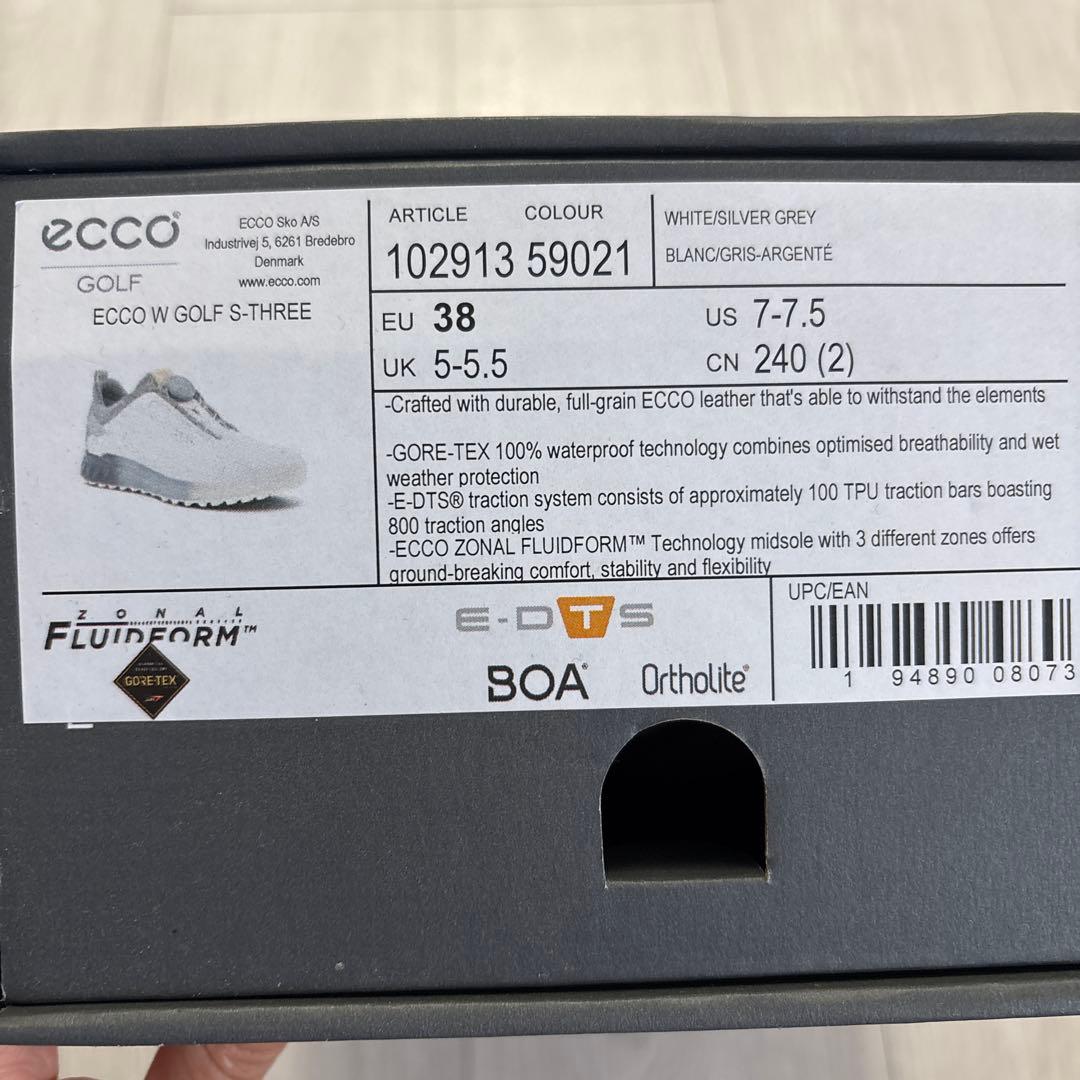 ecco®
GOLF
ECCO Sko A/S
Industrivej 5, 6261 Bredebro
Denmark
www.ecco.com
ECCO W GOLF S-THREE
ARTICLE COLOUR
102913 59021
WHITE/SILVER GREY
BLANC/GRIS-ARGENTÉ
EU 38
US 7-7.5
UK 5-5.5
CN 240 (2)
-Crafted with durable, full-grain ECCO leather that's able to withstand the elements
-GORE-TEX 100% waterproof technology combines optimised breathability and wet
weather protection
-E-DTS® traction system consists of approximately 100 TPU traction bars boasting
800 traction angles
-ECCO ZONAL FLUIDFORM™ Technology midsole with 3 different zones offers
ground-breaking comfort, stability and flexibility
ZONAL
FLUIDFORM™
GORE-TEX
E-DTS
BOA®
Ortholite®
UPC/EAN
1 94890 08073